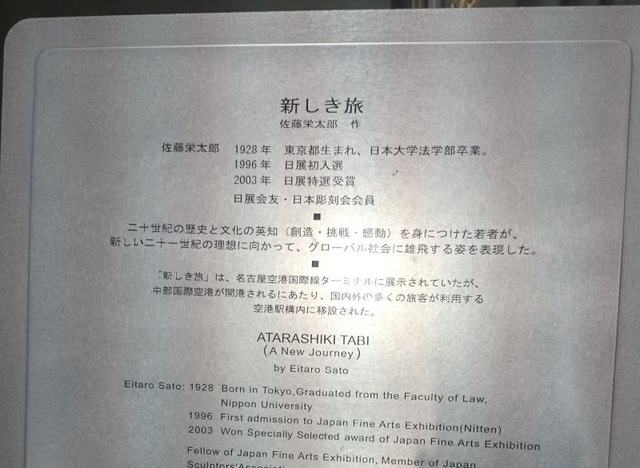 新しき旅
佐藤栄太郎 作
佐藤栄太郎 1928年 東京都生まれ、日本大学法学部卒業。
1996年 日展初入選
2003年 日展特選受賞
日展会友・日本彫刻会会員
■
二十世紀の歴史と文化の英知（創造・挑戦・感動）を身につけた若者が、
新しい二十一世紀の理想に向かって、グローバル社会に雄飛する姿を表現した。
■
「新しき旅」は、名古屋空港国際線ターミナルに展示されていたが、
中部国際空港が開港されるにあたり、国内外の多くの旅客が利用する
空港駅構内に移設された。
ATARASHIKI TABI
(A New Journey)
by Eitaro Sato
Eitaro Sato: 1928 Born in Tokyo,Graduated from the Faculty of Law,
Nippon University
1996 First admission to Japan Fine Arts Exhibition(Nitten)
2003 Won Specially Selected award of Japan Fine Arts Exhibition
Fellow of Japan Fine Arts Exhibition, Member of Japan